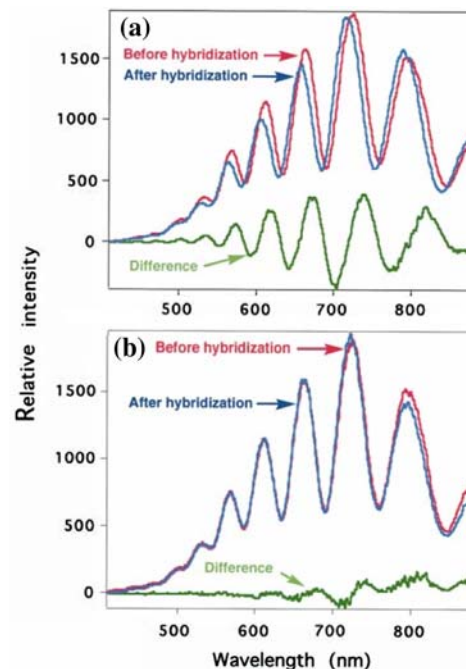 (a)
Before hybridization
After hybridization
1500
1000
500
0
Difference
500 600 700 800
Relative intensity
(b)
Before hybridization
After hybridization
1500
1000
500
0
Difference
500 600 700 800
Wavelength (nm)